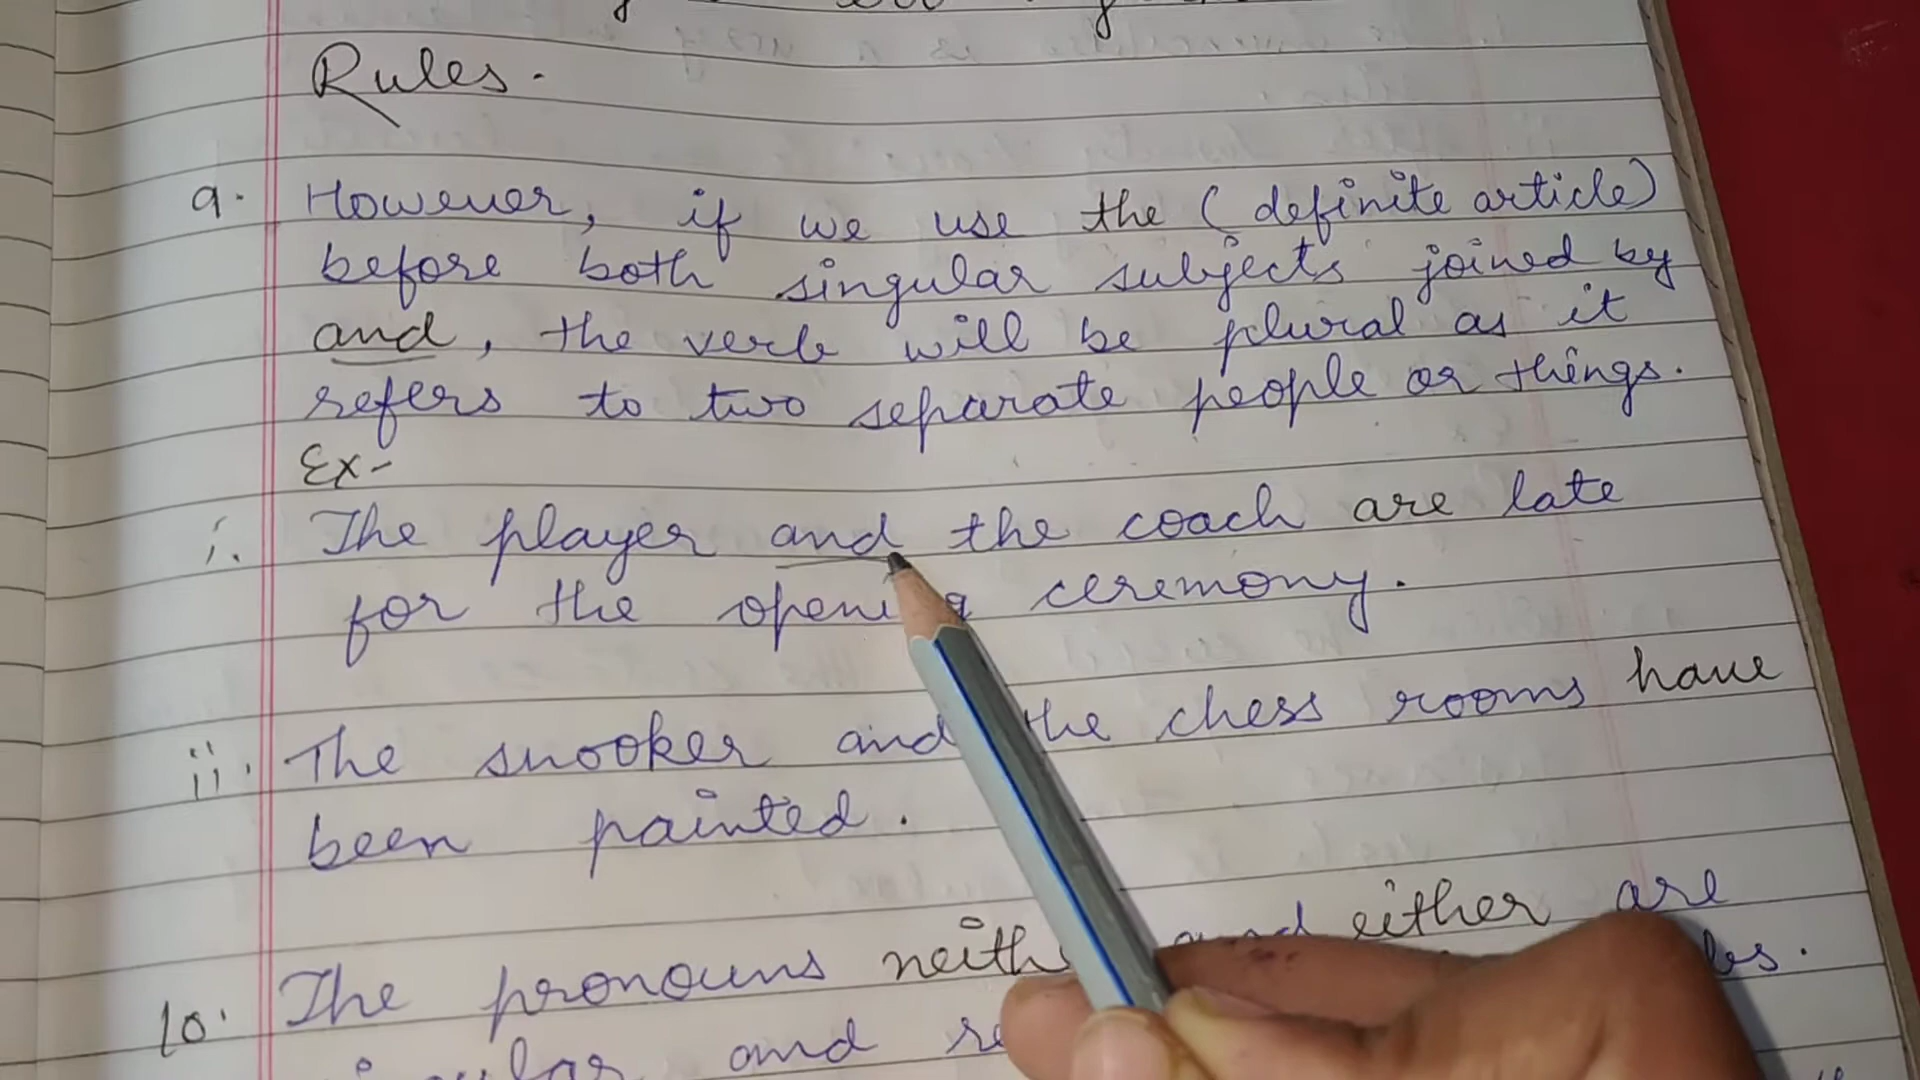 Rules.
9. However, if we use the (definite article)
before both singular subjects joined by
and, the verb will be plural as it
refers to two separate people or things.
Ex-
i. The player and the coach are late
for the ceremony.
ii. The snooker and the chess rooms have
been painted.
10. The pronouns and either are
and